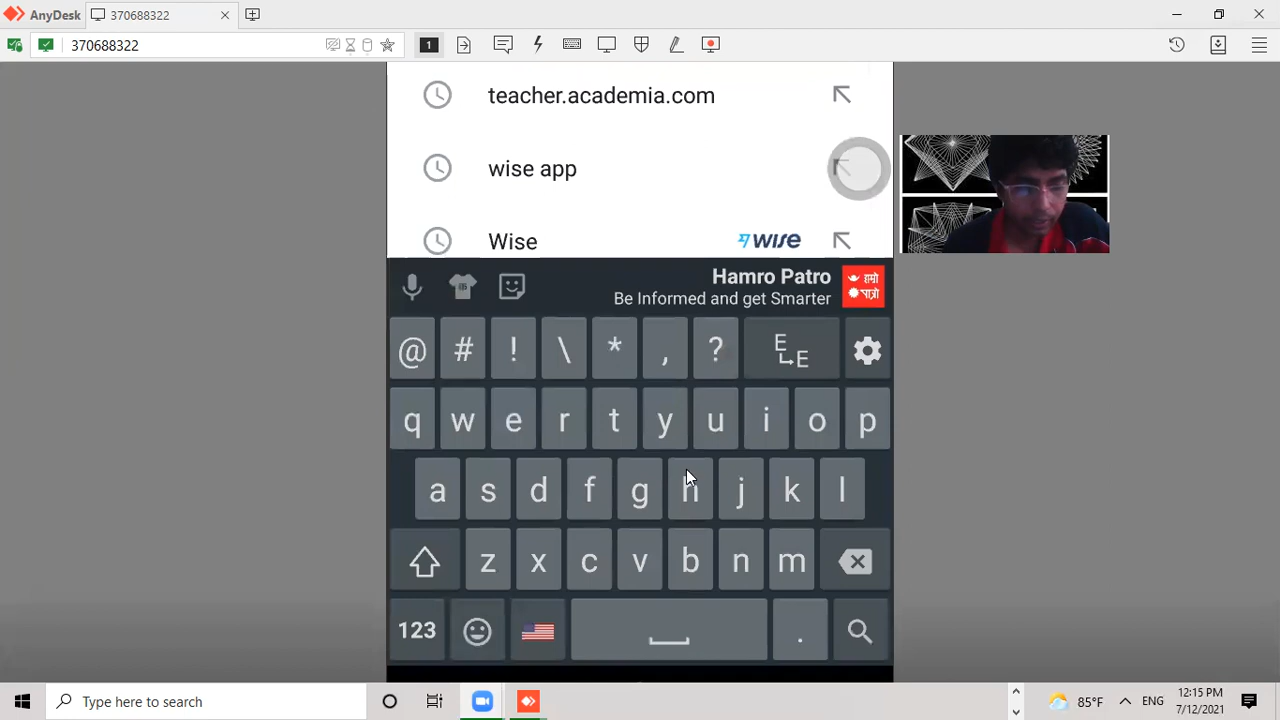 AnyDesk
370688322
370688322
1
teacher.academia.com
wise app
Wise
wise
Hamro Patro
हाम्रो
पात्रो
Be Informed and get Smarter
@ # ! \ * , ? E E
q w e r t y u i o p
a s d f g h j k l
z x c v b n m
123 .
Type here to search
85°F
ENG
12:15 PM
7/12/2021